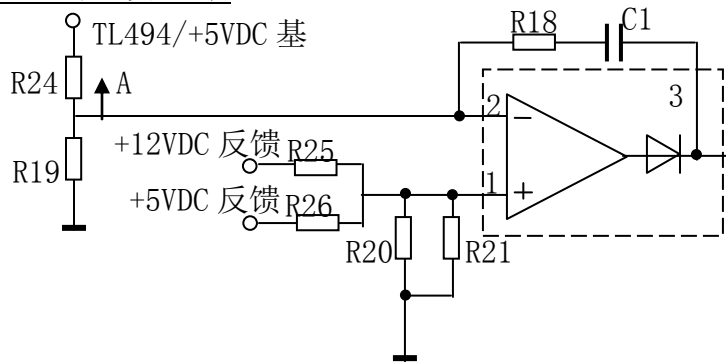 TL494/+5VDC 基
R18
C1
R24
A
2
3
+12VDC 反馈
R25
R19
+5VDC 反馈
R26
1
R20
R21